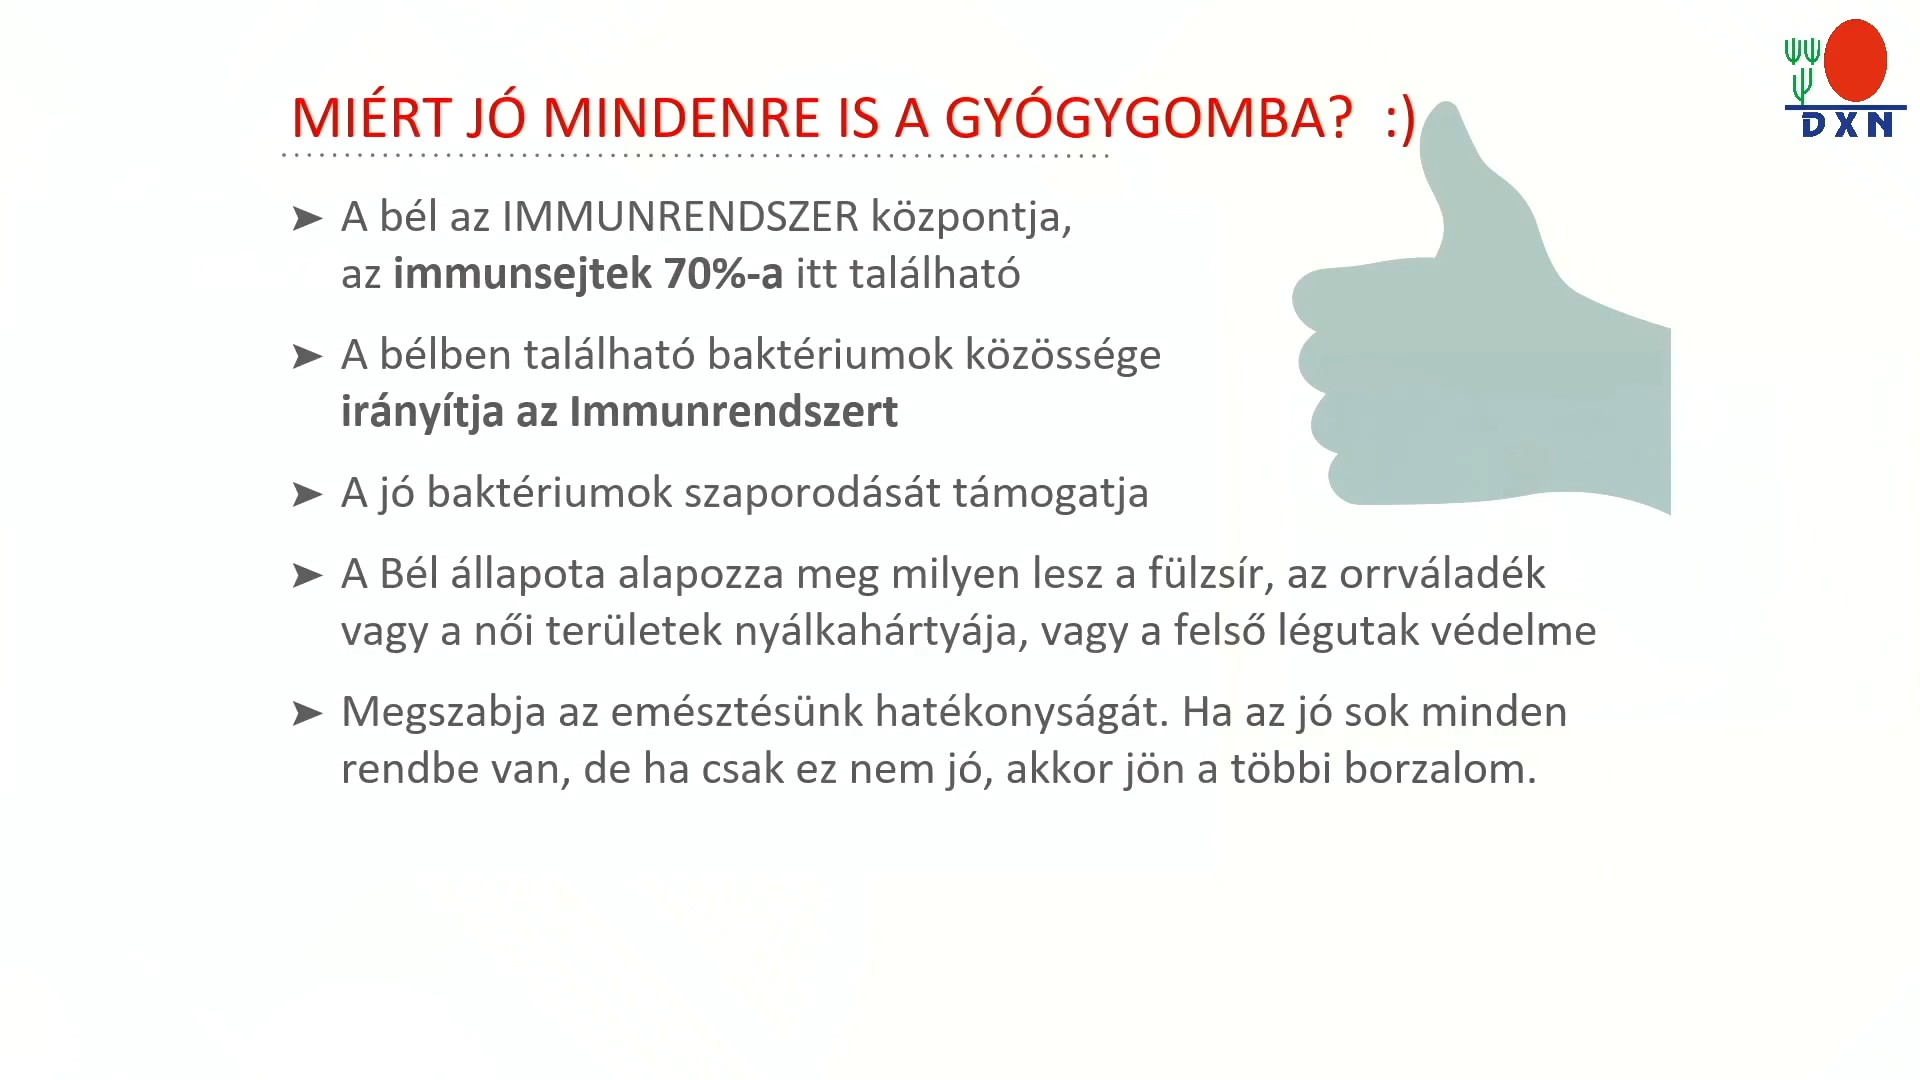 MIÉRT JÓ MINDENRE IS A GYÓGYGOMBA? :)
DXN
➤ A bél az IMMUNRENDSZER központja,
az immunsejtek 70%-a itt található
➤ A bélben található baktériumok közössége
irányítja az Immunrendszert
➤ A jó baktériumok szaporodását támogatja
➤ A Bél állapota alapozza meg milyen lesz a fülzsír, az orrváladék
vagy a női területek nyálkahártyája, vagy a felső légutak védelme
➤ Megszabja az emésztésünk hatékonyságát. Ha az jó sok minden
rendbe van, de ha csak ez nem jó, akkor jön a többi borzalom.